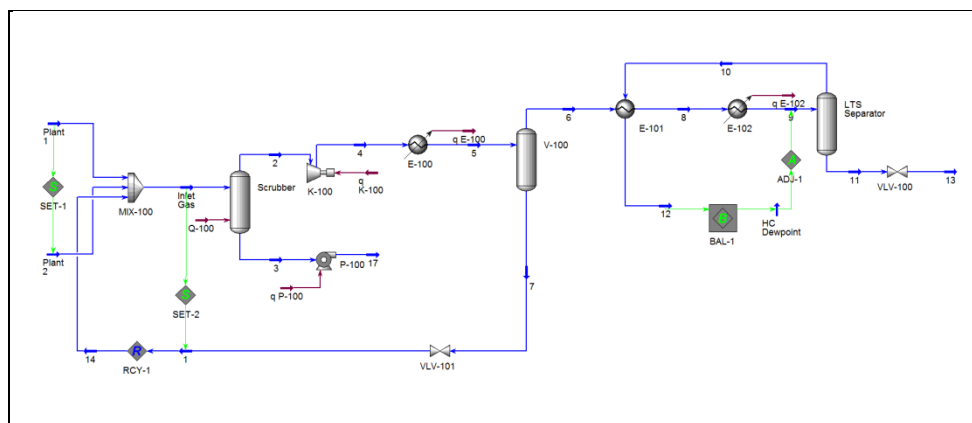 10
Plant
1
S
SET-1
MIX-100
Inlet
Gas
2
Scrubber
Q-100
3
P-100
17
q P-100
4
K-100
q
K-100
E-100
q E-100
5
V-100
6
E-101
8
E-102
q E-102
9
LTS
Separator
A
ADJ-1
11
VLV-100
13
12
B
BAL-1
HC
Dewpoint
7
Plant
2
S
SET-2
14
R
RCY-1
1
VLV-101